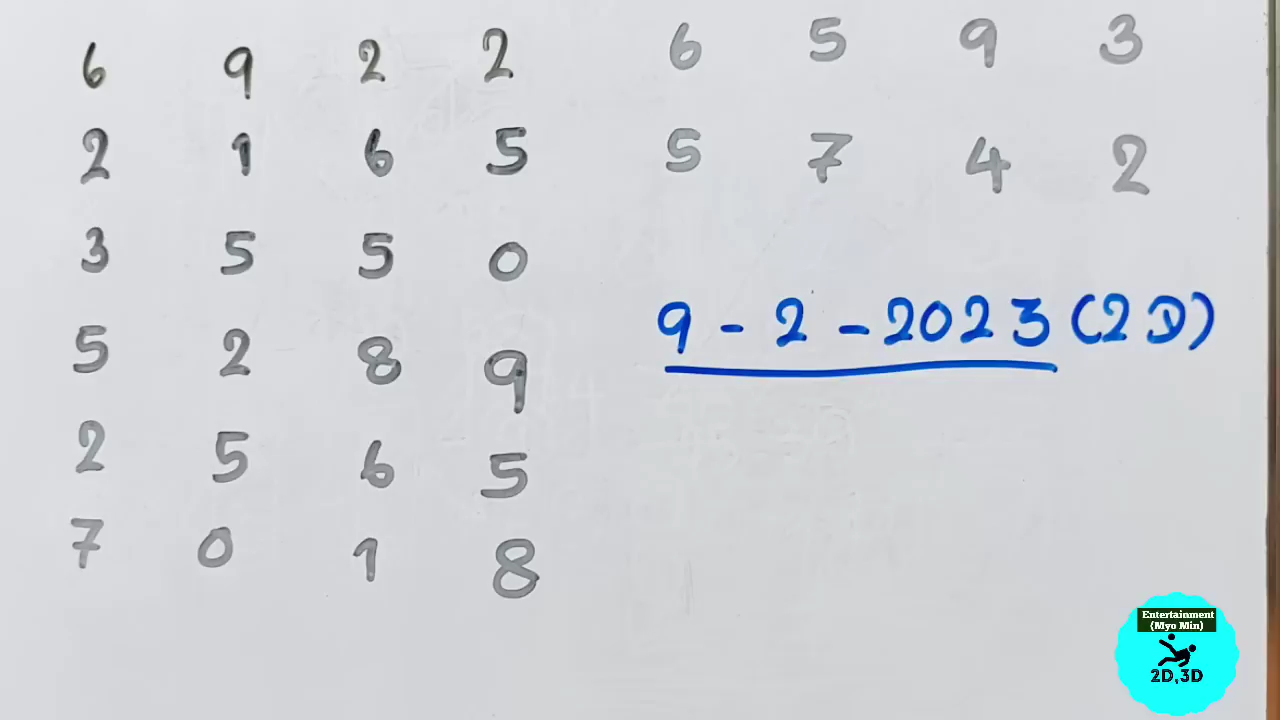 6 9 2 2
2 1 6 5
3 5 5 0
5 2 8 9
2 5 6 5
7 0 1 8
6 5 9 3
5 7 4 2
9 - 2 - 2023 (2D)
Entertainment
(Myo Min)
2D,3D